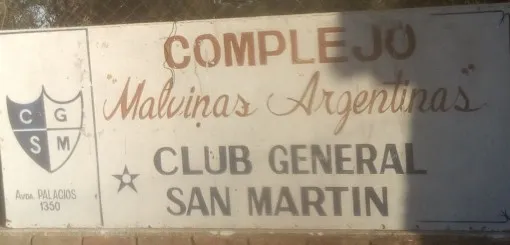 COMPLEJO
"Malvinas Argentinas"
CLUB GENERAL
SAN MARTIN
C G
S M
AVDA. PALACIOS
1350